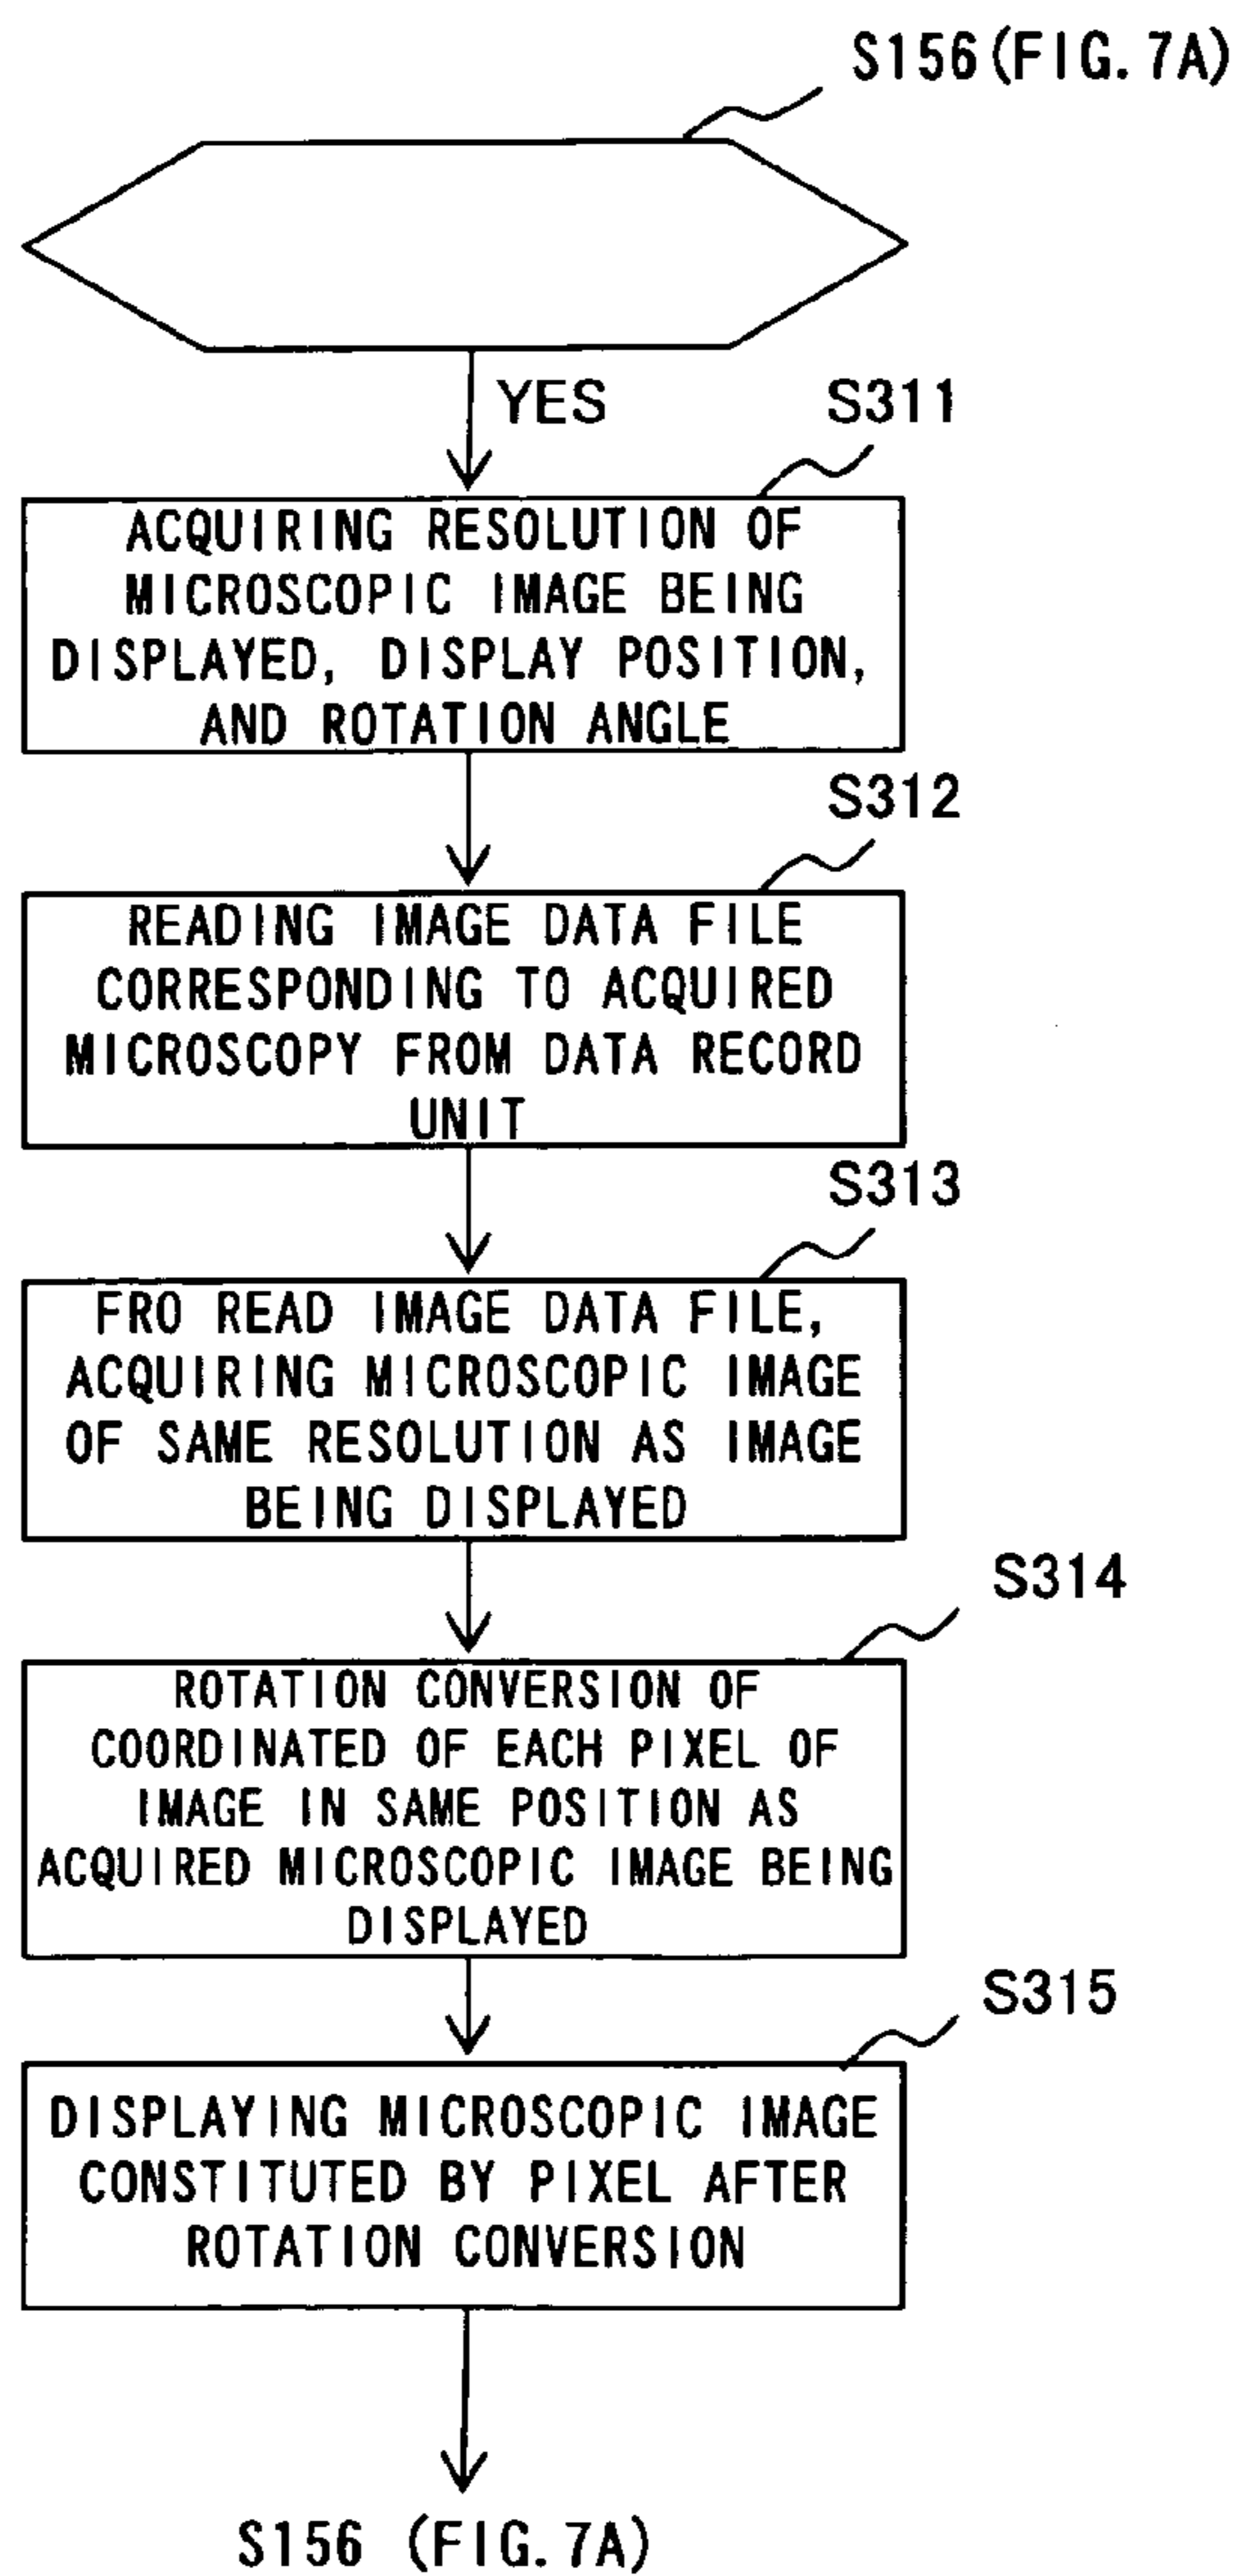 S156(FIG. 7A)
YES
S311
ACQUIRING RESOLUTION OF
MICROSCOPIC IMAGE BEING
DISPLAYED, DISPLAY POSITION,
AND ROTATION ANGLE
S312
READING IMAGE DATA FILE
CORRESPONDING TO ACQUIRED
MICROSCOPY FROM DATA RECORD
UNIT
S313
FRO READ IMAGE DATA FILE,
ACQUIRING MICROSCOPIC IMAGE
OF SAME RESOLUTION AS IMAGE
BEING DISPLAYED
S314
ROTATION CONVERSION OF
COORDINATED OF EACH PIXEL OF
IMAGE IN SAME POSITION AS
ACQUIRED MICROSCOPIC IMAGE BEING
DISPLAYED
S315
DISPLAYING MICROSCOPIC IMAGE
CONSTITUTED BY PIXEL AFTER
ROTATION CONVERSION
S156 (FIG. 7A)